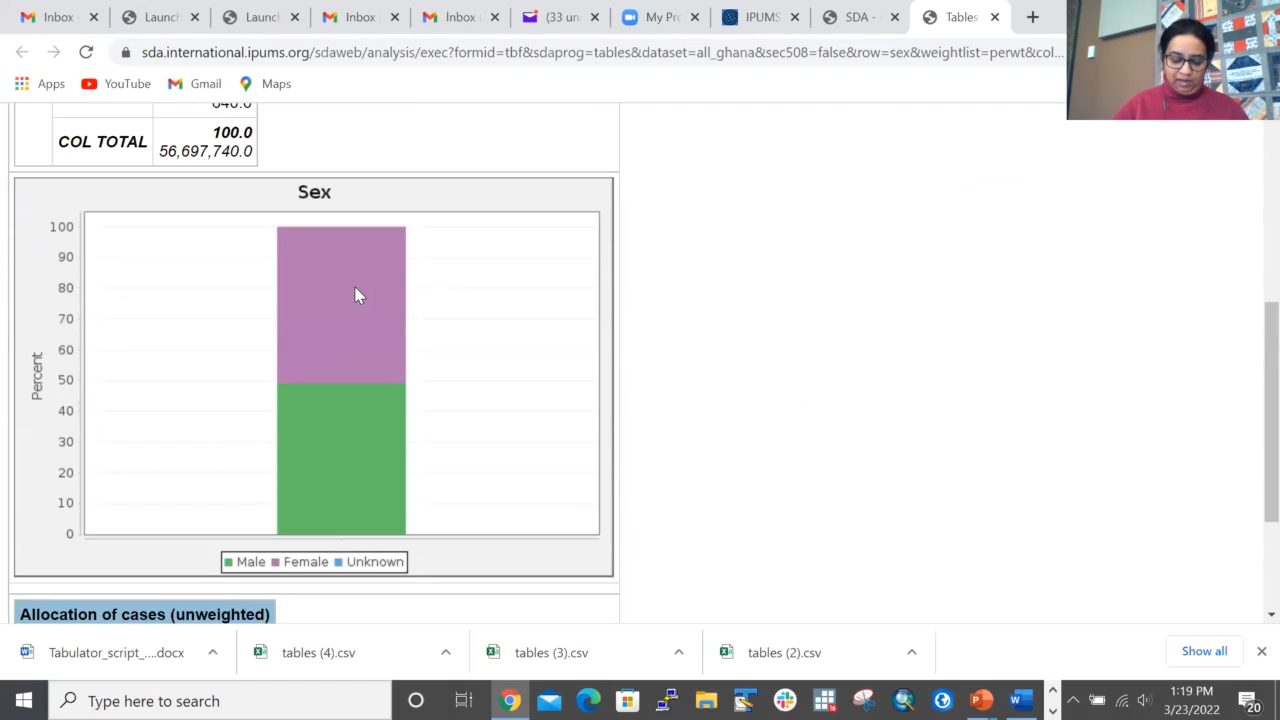 Inbox
Launc
Launc
Inbox
Inbox
(33 u
My Pr
IPUMS
SDA -
Tables
sda.international.ipums.org/sdaweb/analysis/exec?formid=tbf&sdaprog=tables&dataset=all_ghana&sec508=false&row=sex&weightlist=perwt&col...
Apps
YouTube
Gmail
Maps
640.0
COL TOTAL
100.0
56,697,740.0
Sex
100
90
80
70
60
50
40
30
20
10
0
Percent
Male
Female
Unknown
Allocation of cases (unweighted)
Tabulator_script_....docx
tables (4).csv
tables (3).csv
tables (2).csv
Show all
Type here to search
1:19 PM
3/23/2022
20